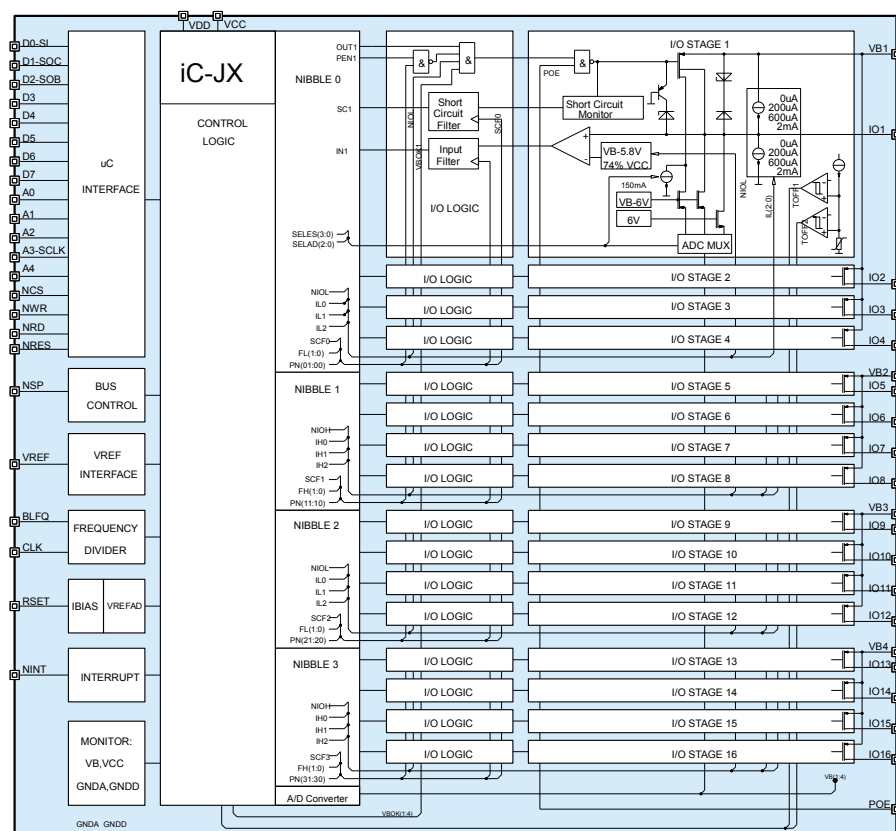 VDD
VCC
D0-SI
D1-SOC
D2-SOB
D3
D4
D5
D6
D7
A0
A1
A2
A3-SCLK
A4
NCS
NWR
NRD
NRES
NSP
VREF
BLFQ
CLK
RSET
NINT
uC
INTERFACE
BUS
CONTROL
VREF
INTERFACE
FREQUENCY
DIVIDER
IBIAS
VREFAD
INTERRUPT
MONITOR:
VB,VCC
GNDA,GNDD
GNDA GNDD
iC-JX
CONTROL
LOGIC
OUT1
PEN1
NIBBLE 0
SC1
IN1
SELES(3:0)
SELAD(2:0)
NIOL
IL0
IL1
IL2
SCF0
FL(1:0)
PN(01:00)
NIBBLE 1
NIOH
IH0
IH1
IH2
SCF1
FH(1:0)
PN(11:10)
NIBBLE 2
NIOL
IL0
IL1
IL2
SCF2
FL(1:0)
PN(21:20)
NIBBLE 3
NIOH
IH0
IH1
IH2
SCF3
FH(1:0)
PN(31:30)
A/D Converter
VBOK(1:4)
&
&
NIOL
VBOK1
SCF0
Short
Circuit
Filter
Input
Filter
I/O LOGIC
I/O STAGE 1
POE
&
Short Circuit
Monitor
VB-5.8V
74% VCC
150mA
VB-6V
6V
ADC MUX
0uA
200uA
600uA
2mA
0uA
200uA
600uA
2mA
NIOL
IL(2:0)
TOFF1
TOFF2
I/O LOGIC
I/O STAGE 2
I/O LOGIC
I/O STAGE 3
I/O LOGIC
I/O STAGE 4
I/O LOGIC
I/O STAGE 5
I/O LOGIC
I/O STAGE 6
I/O LOGIC
I/O STAGE 7
I/O LOGIC
I/O STAGE 8
I/O LOGIC
I/O STAGE 9
I/O LOGIC
I/O STAGE 10
I/O LOGIC
I/O STAGE 11
I/O LOGIC
I/O STAGE 12
I/O LOGIC
I/O STAGE 13
I/O LOGIC
I/O STAGE 14
I/O LOGIC
I/O STAGE 15
I/O LOGIC
I/O STAGE 16
VB(1:4)
VB1
IO1
IO2
IO3
IO4
VB2
IO5
IO6
IO7
IO8
VB3
IO9
IO10
IO11
IO12
VB4
IO13
IO14
IO15
IO16
POE